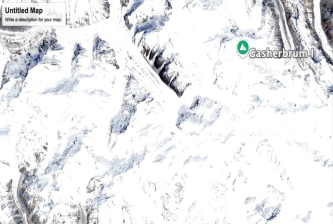 Untitled Map
Write a description for your map.
Gasherbrum I